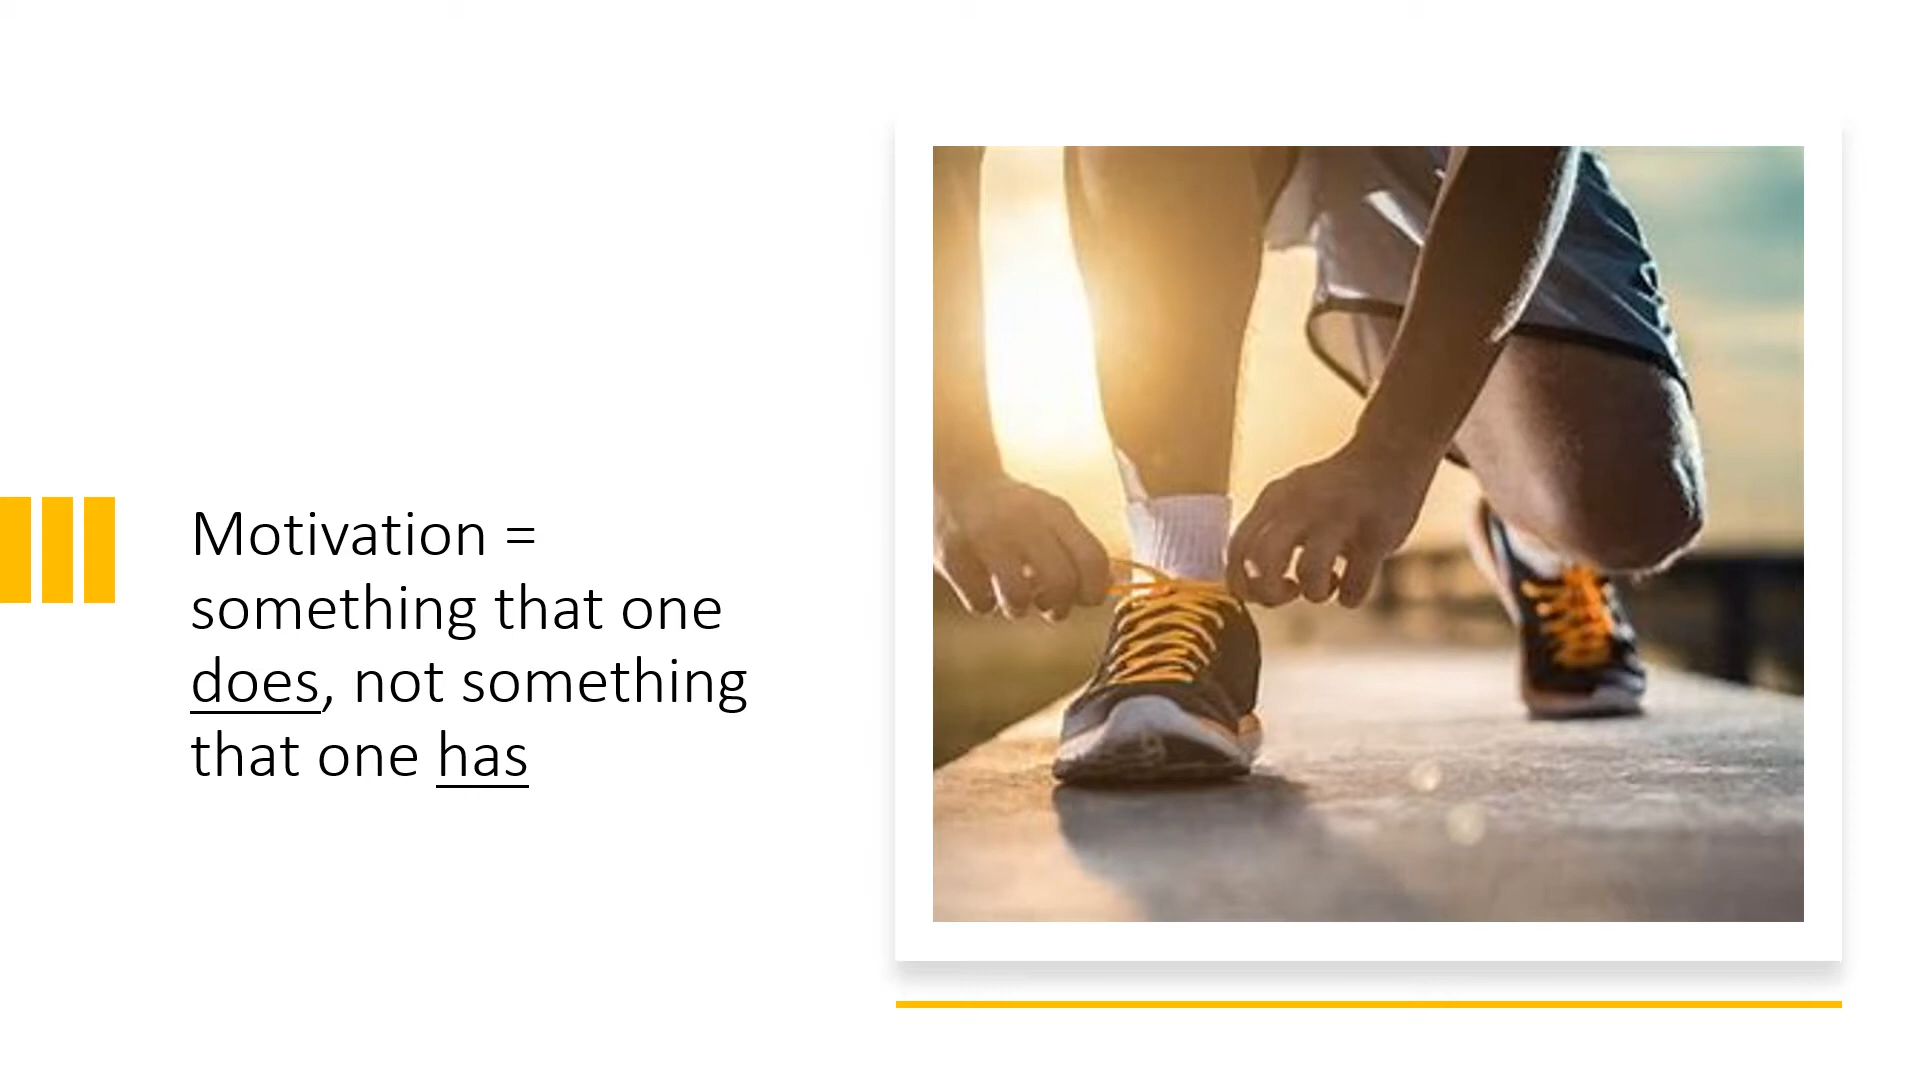 Motivation =
something that one
does, not something
that one has